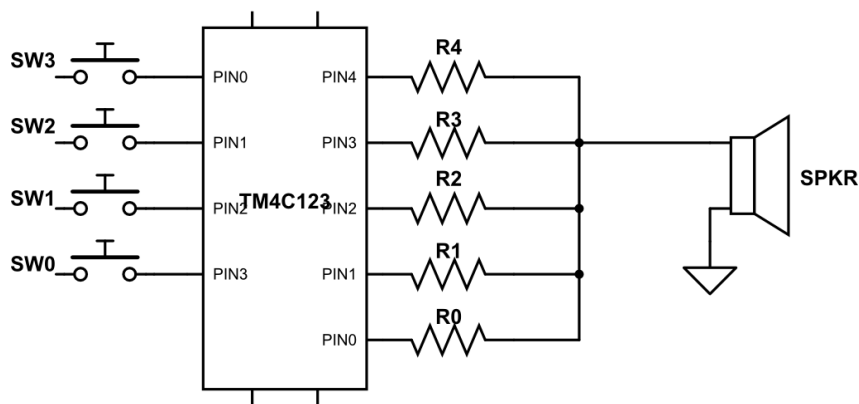 SW3
PIN0
PIN4
R4
SW2
PIN1
PIN3
R3
SW1
PIN2
TM4C123
PIN2
R2
SPKR
SW0
PIN3
PIN1
R1
PIN0
R0